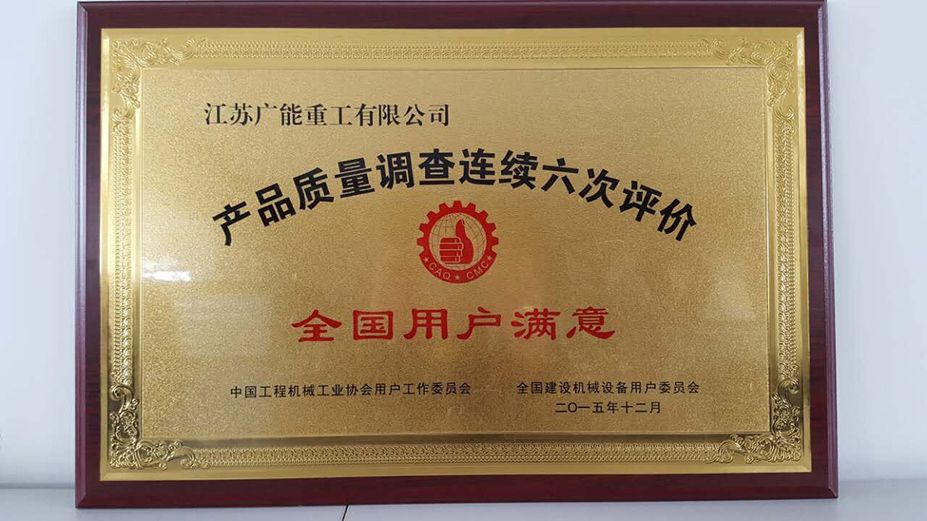 江苏广能重工有限公司
产品质量调查连续六次评价
CAQ ★ CMC
全国用户满意
中国工程机械工业协会用户工作委员会 全国建设机械设备用户委员会
二〇一五年十二月